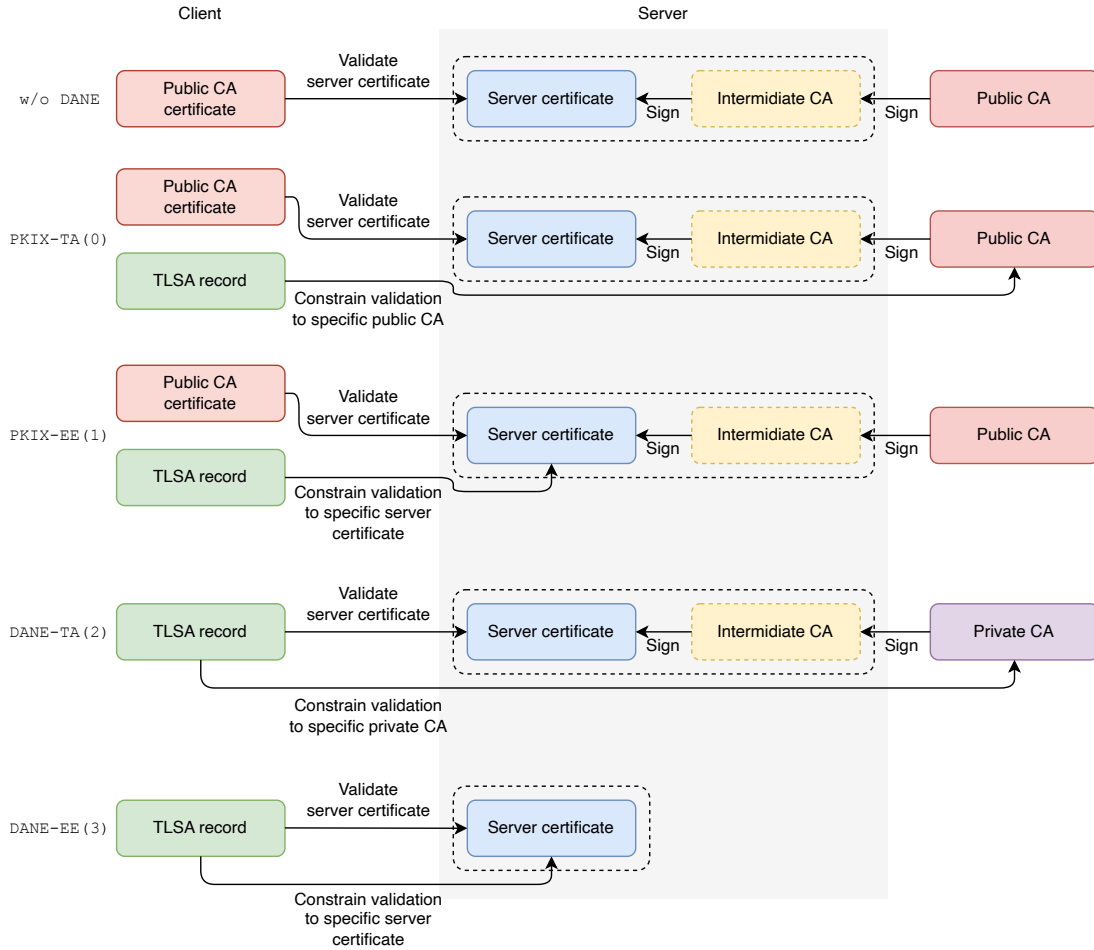 Client
Server
w/o DANE
Public CA
certificate
Validate
server certificate
Server certificate
Sign
Intermidiate CA
Sign
Public CA
PKIX-TA(0)
Public CA
certificate
Validate
server certificate
Server certificate
Sign
Intermidiate CA
Sign
Public CA
TLSA record
Constrain validation
to specific public CA
PKIX-EE(1)
Public CA
certificate
Validate
server certificate
Server certificate
Sign
Intermidiate CA
Sign
Public CA
TLSA record
Constrain validation
to specific server
certificate
DANE-TA(2)
TLSA record
Validate
server certificate
Server certificate
Sign
Intermidiate CA
Sign
Private CA
Constrain validation
to specific private CA
DANE-EE(3)
TLSA record
Validate
server certificate
Server certificate
Constrain validation
to specific server
certificate